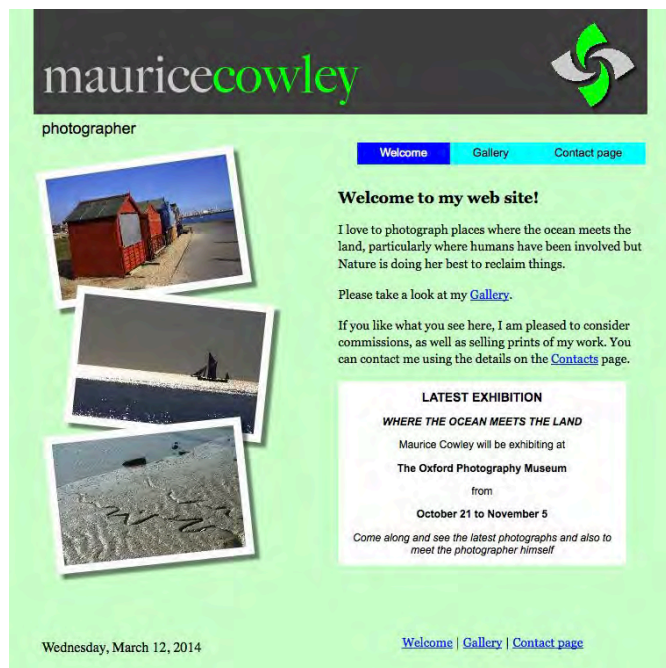 mauricecowley
photographer
Welcome Gallery Contact page
Welcome to my web site!
I love to photograph places where the ocean meets the
land, particularly where humans have been involved but
Nature is doing her best to reclaim things.
Please take a look at my Gallery.
If you like what you see here, I am pleased to consider
commissions, as well as selling prints of my work. You
can contact me using the details on the Contacts page.
LATEST EXHIBITION
WHERE THE OCEAN MEETS THE LAND
Maurice Cowley will be exhibiting at
The Oxford Photography Museum
from
October 21 to November 5
Come along and see the latest photographs and also to
meet the photographer himself
Wednesday, March 12, 2014
Welcome | Gallery | Contact page